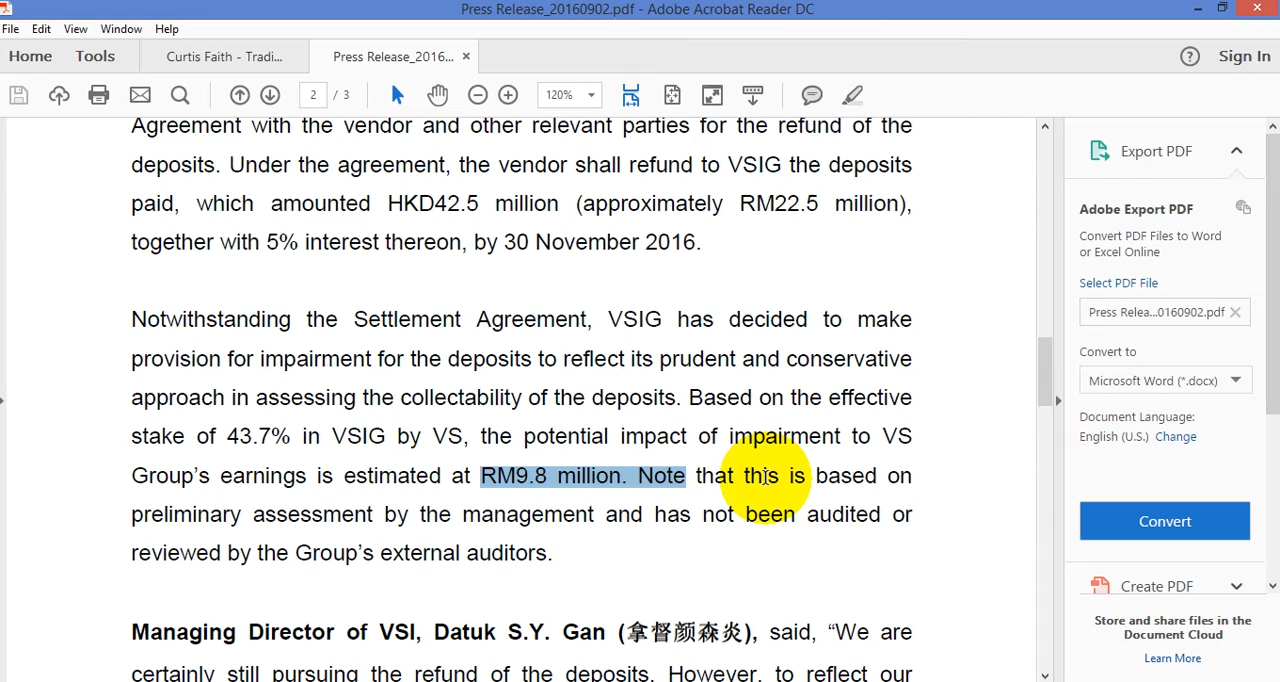 Press Release_20160902.pdf - Adobe Acrobat Reader DC
File Edit View Window Help
Home Tools Curtis Faith - Tradi... Press Release_2016... × Sign In
2 / 3 120%
Agreement with the vendor and other relevant parties for the refund of the
deposits. Under the agreement, the vendor shall refund to VSIG the deposits
paid, which amounted HKD42.5 million (approximately RM22.5 million),
together with 5% interest thereon, by 30 November 2016.
Notwithstanding the Settlement Agreement, VSIG has decided to make
provision for impairment for the deposits to reflect its prudent and conservative
approach in assessing the collectability of the deposits. Based on the effective
stake of 43.7% in VSIG by VS, the potential impact of impairment to VS
Group's earnings is estimated at RM9.8 million. Note that this is based on
preliminary assessment by the management and has not been audited or
reviewed by the Group's external auditors.
Managing Director of VSI, Datuk S.Y. Gan (拿督颜森炎), said, “We are
certainly still pursuing the refund of the deposits. However, to reflect our
Export PDF
Adobe Export PDF
Convert PDF Files to Word
or Excel Online
Select PDF File
Press Relea...0160902.pdf
Convert to
Microsoft Word (*.docx)
Document Language:
English (U.S.) Change
Convert
Create PDF
Store and share files in the
Document Cloud
Learn More